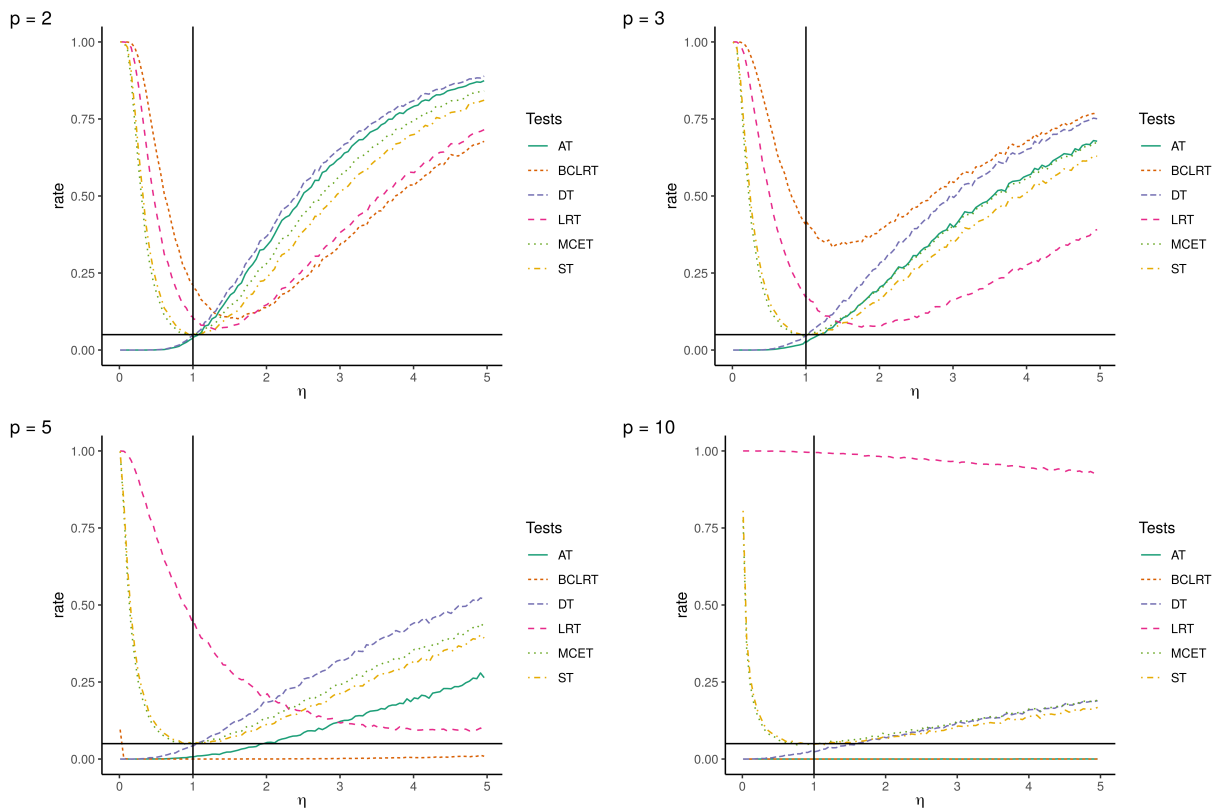 p = 2
1.00
0.75
0.50
0.25
0.00
rate
0
1
2
3
4
5
η
Tests
AT
BCLRT
DT
LRT
MCET
ST
p = 3
1.00
0.75
0.50
0.25
0.00
rate
0
1
2
3
4
5
η
Tests
AT
BCLRT
DT
LRT
MCET
ST
p = 5
1.00
0.75
0.50
0.25
0.00
rate
0
1
2
3
4
5
η
Tests
AT
BCLRT
DT
LRT
MCET
ST
p = 10
1.00
0.75
0.50
0.25
0.00
rate
0
1
2
3
4
5
η
Tests
AT
BCLRT
DT
LRT
MCET
ST